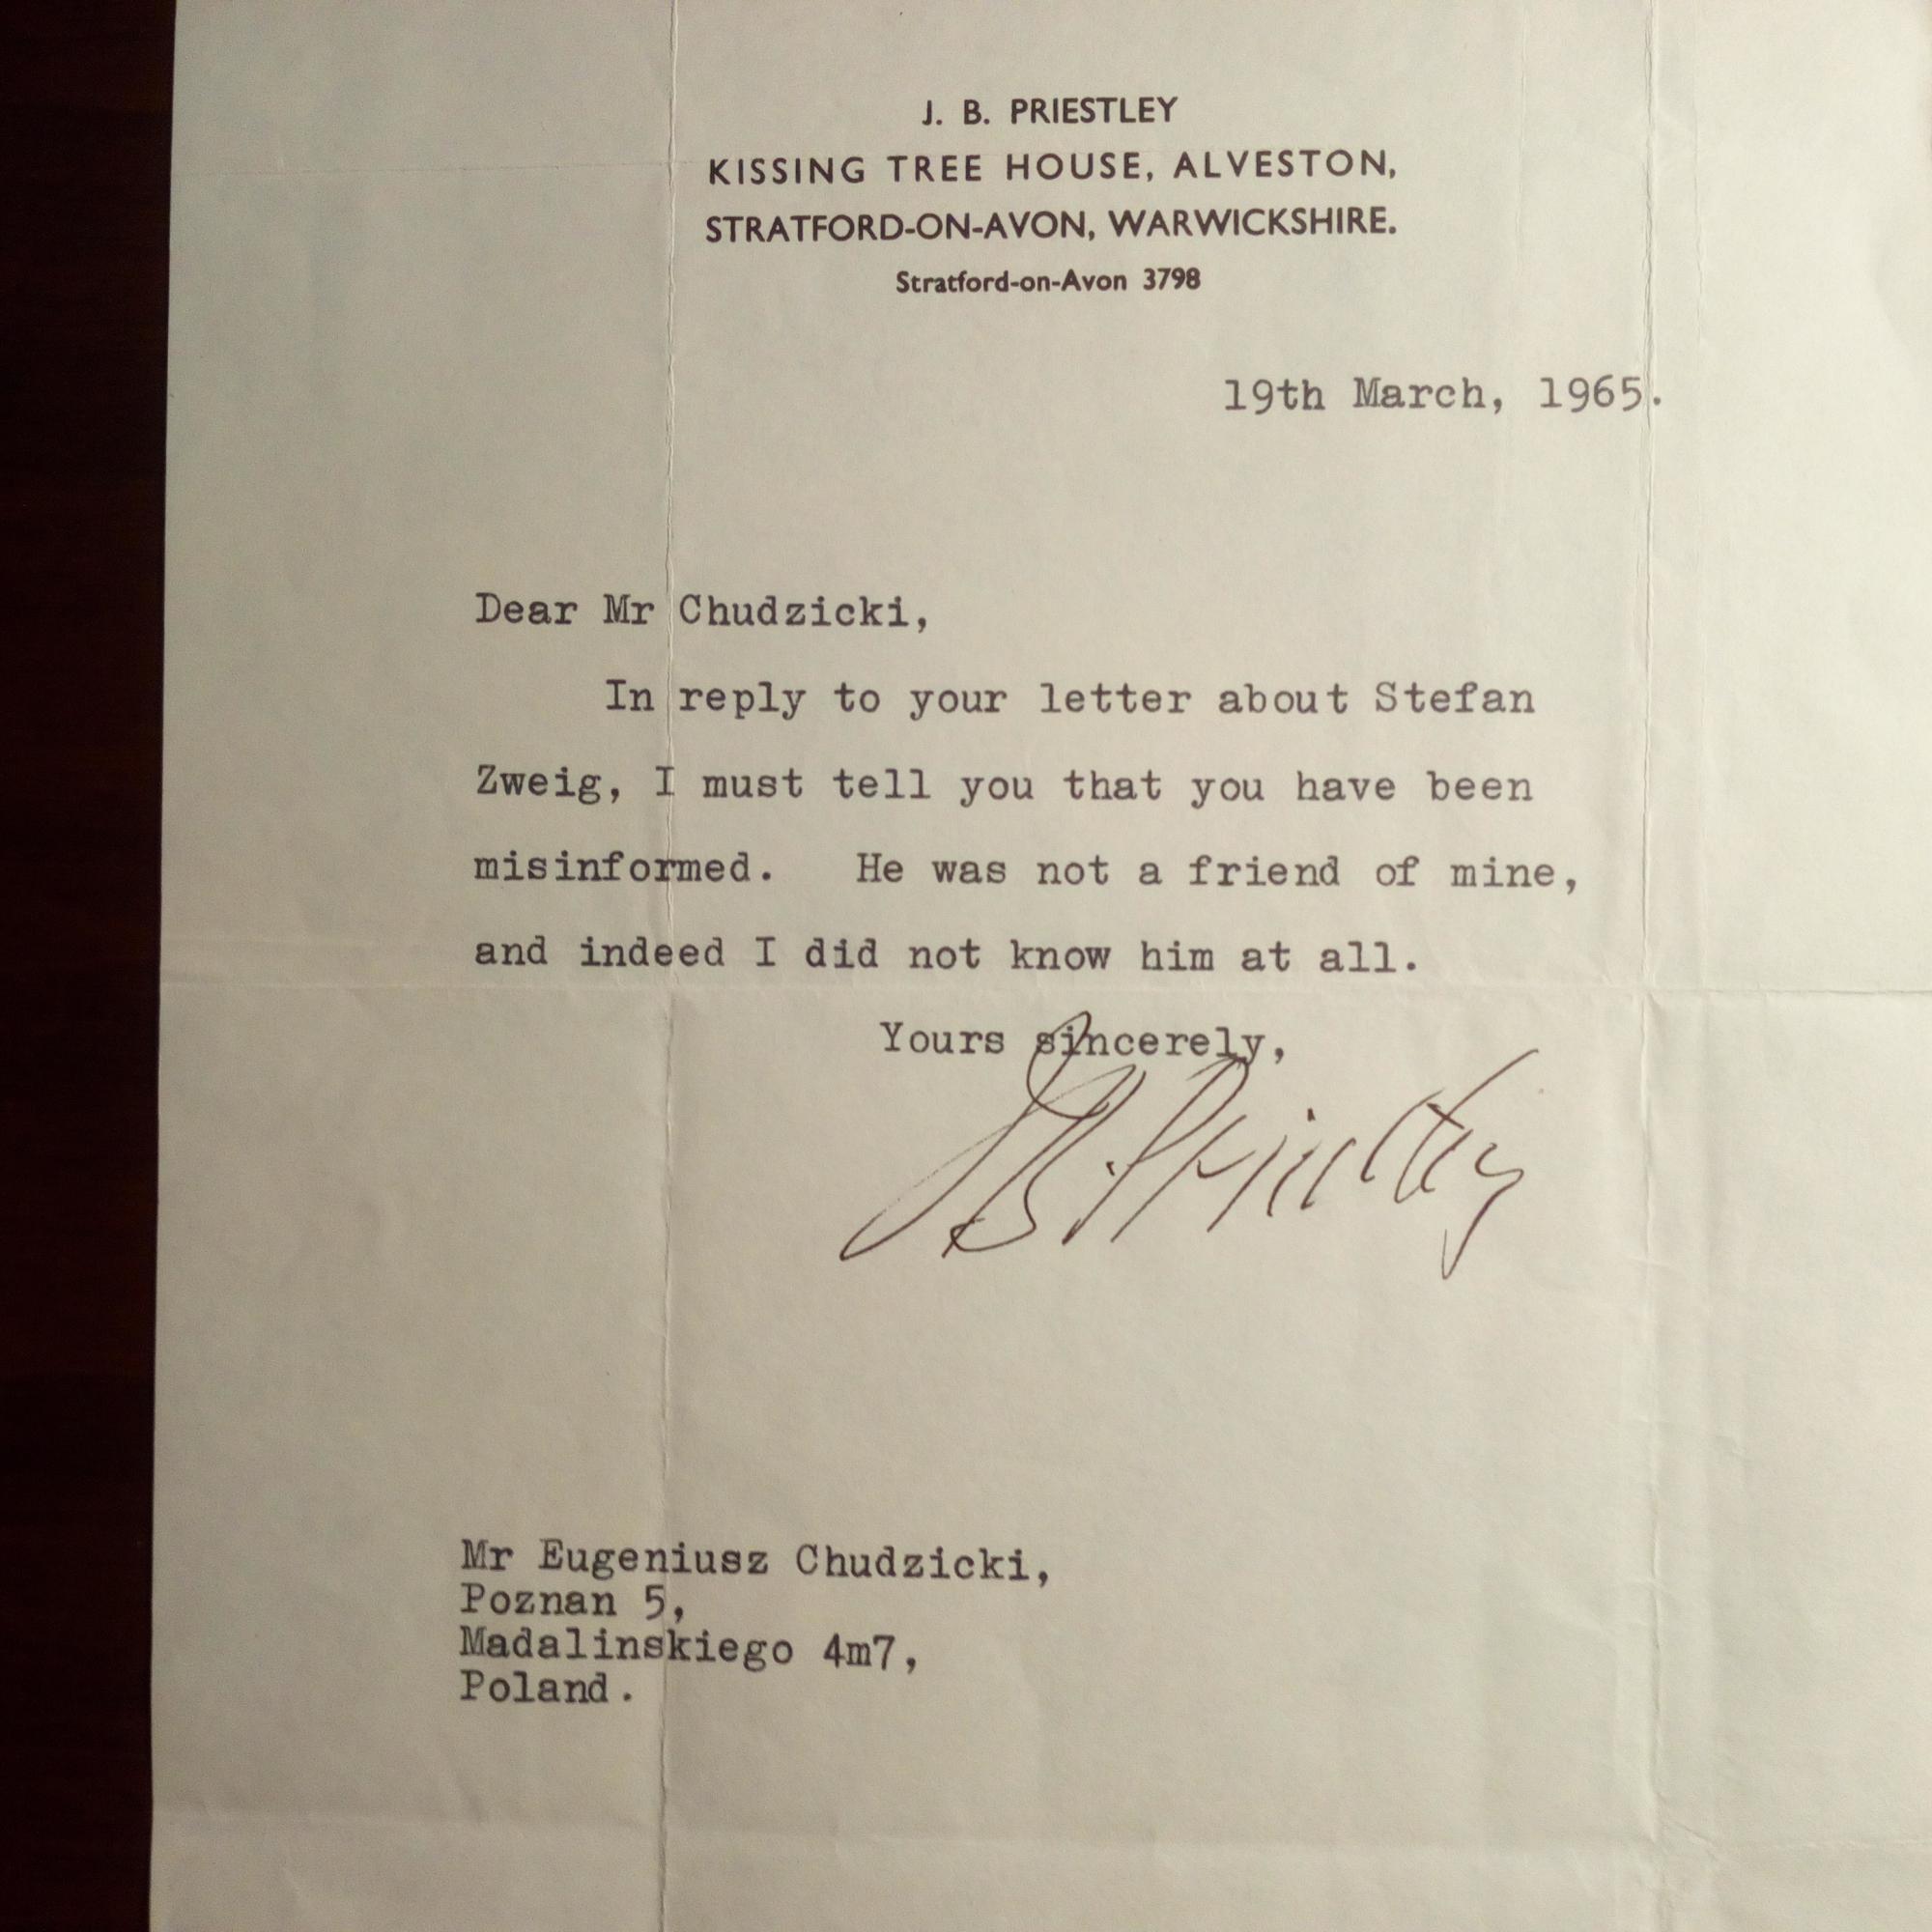 J. B. PRIESTLEY
KISSING TREE HOUSE, ALVESTON,
STRATFORD-ON-AVON, WARWICKSHIRE.
Stratford-on-Avon 3798
19th March, 1965.
Dear Mr Chudzicki,
In reply to your letter about Stefan
Zweig, I must tell you that you have been
misinformed. He was not a friend of mine,
and indeed I did not know him at all.
Yours sincerely,
J B Priestley
Mr Eugeniusz Chudzicki,
Poznan 5,
Madalinskiego 4m7,
Poland.